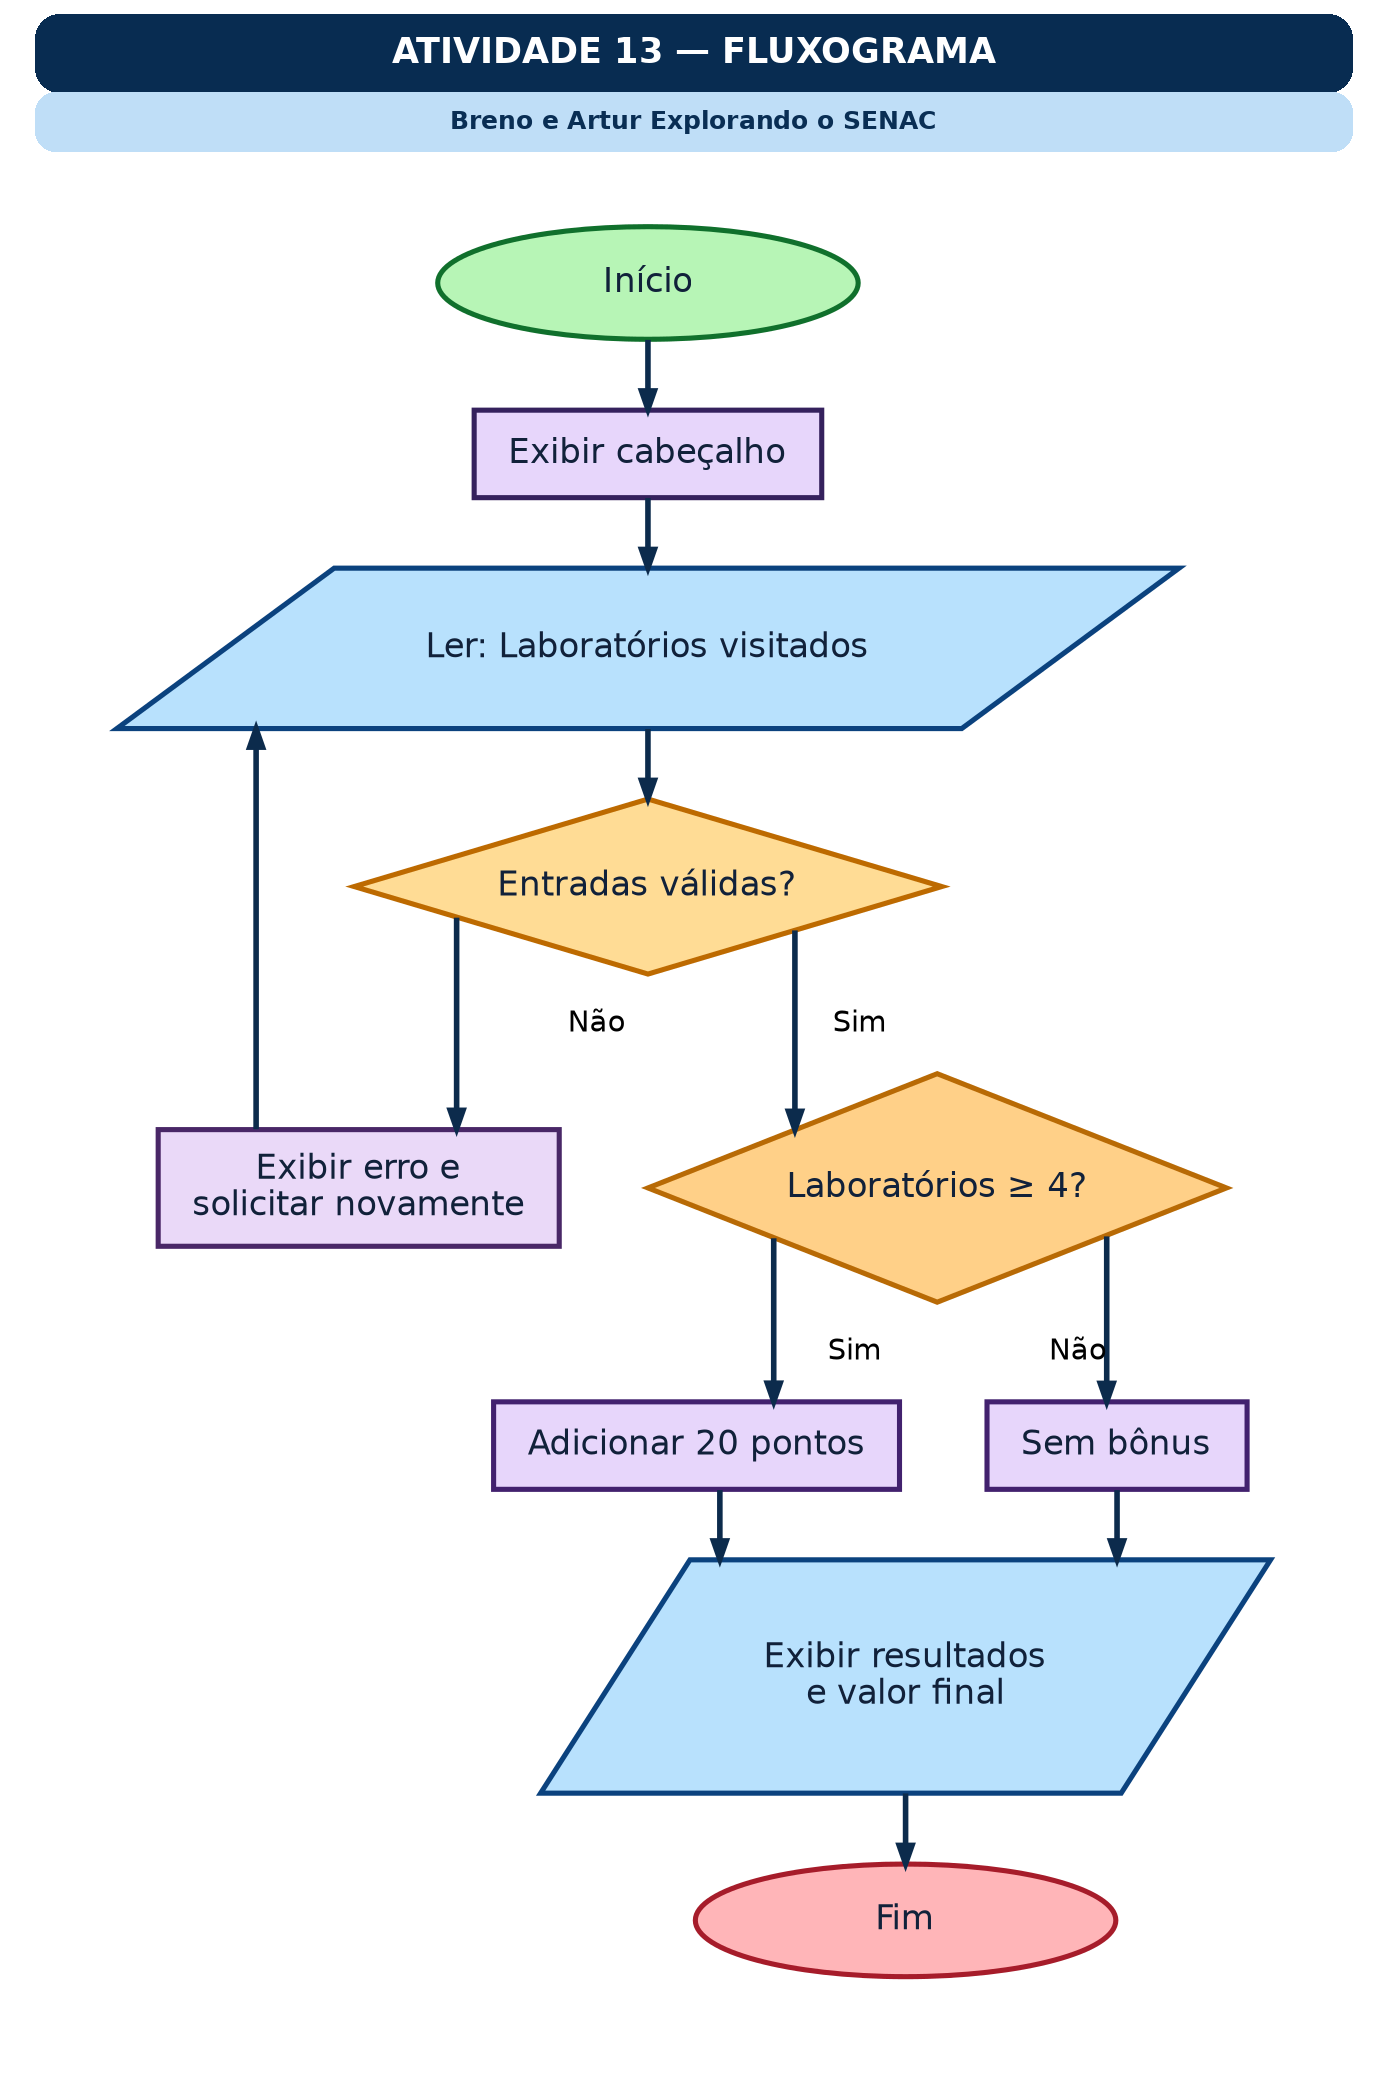 ATIVIDADE 13 — FLUXOGRAMA
Breno e Artur Explorando o SENAC
Início
Exibir cabeçalho
Ler: Laboratórios visitados
Entradas válidas?
Não
Sim
Exibir erro e
solicitar novamente
Laboratórios ≥ 4?
Sim
Não
Adicionar 20 pontos
Sem bônus
Exibir resultados
e valor final
Fim